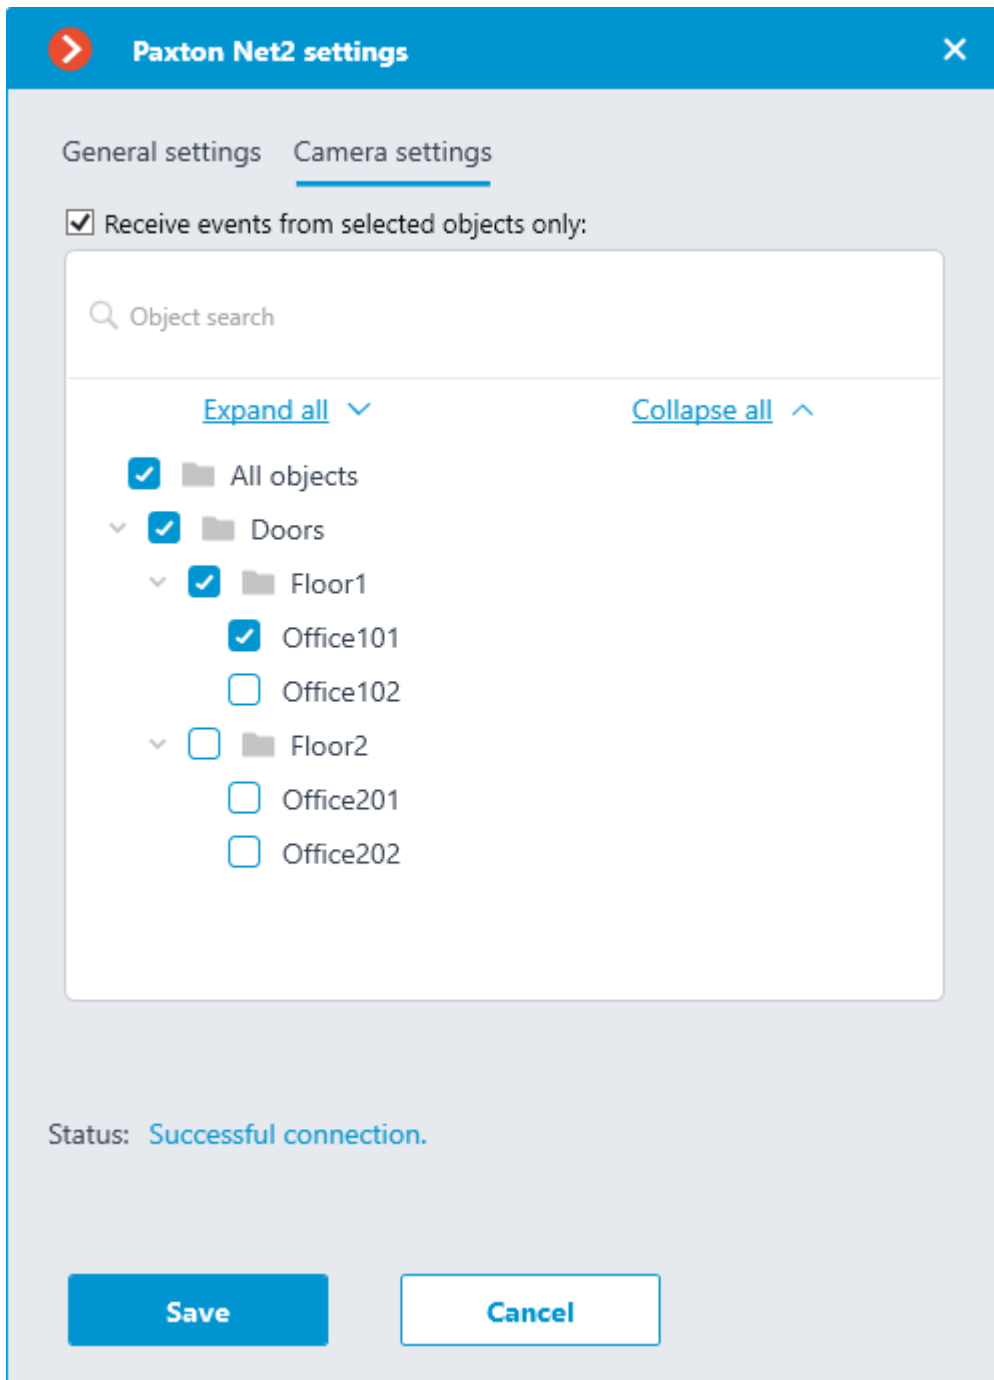 Paxton Net2 settings
General settings Camera settings
Receive events from selected objects only:
Object search
Expand all Collapse all
All objects
Doors
Floor1
Office101
Office102
Floor2
Office201
Office202
Status: Successful connection.
Save Cancel